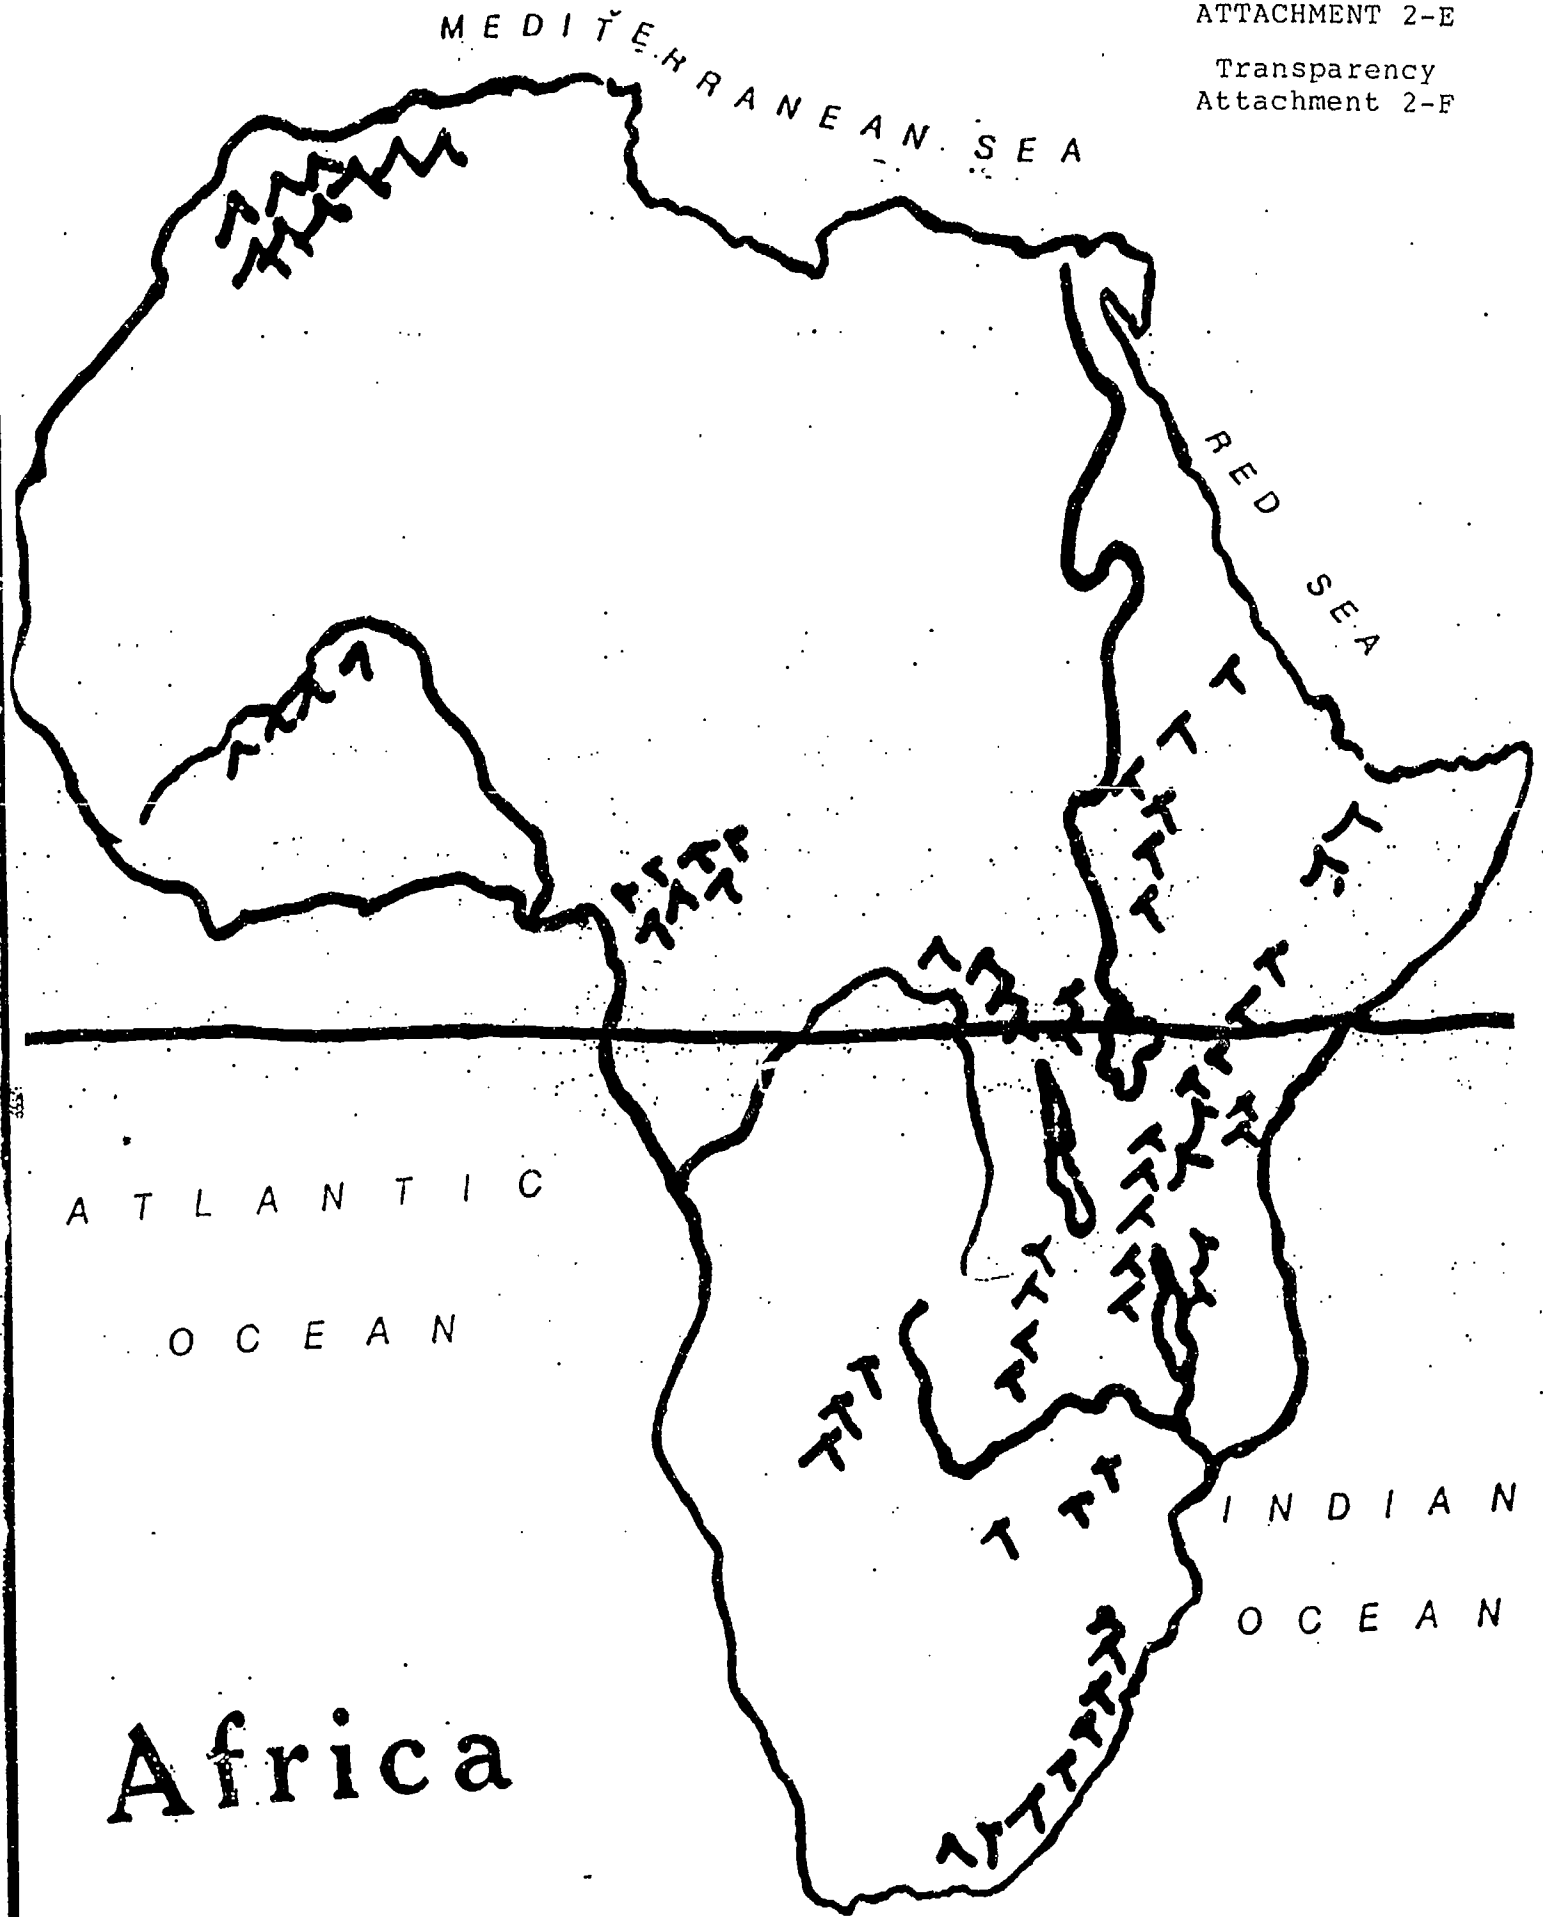 ATTACHMENT 2-E
Transparency
Attachment 2-F
MEDITERRANEAN SEA
RED SEA
ATLANTIC
OCEAN
INDIAN
OCEAN
Africa